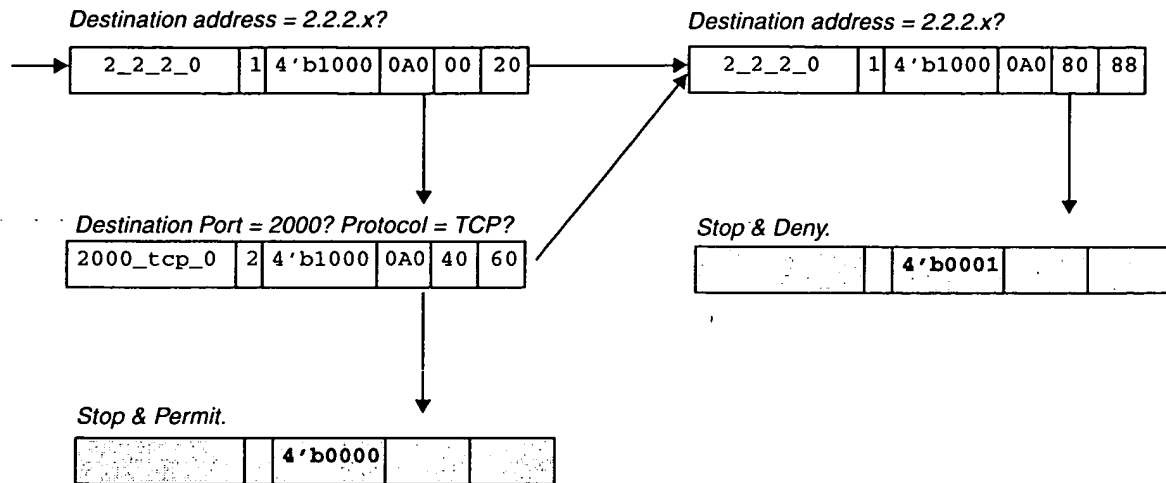 Destination address = 2.2.2.x?
2_2_2_0 1 4'b1000 0A0 00 20
Destination Port = 2000? Protocol = TCP?
2000_tcp_0 2 4'b1000 0A0 40 60
Stop & Permit.
4'b0000
Destination address = 2.2.2.x?
2_2_2_0 1 4'b1000 0A0 80 88
Stop & Deny.
4'b0001